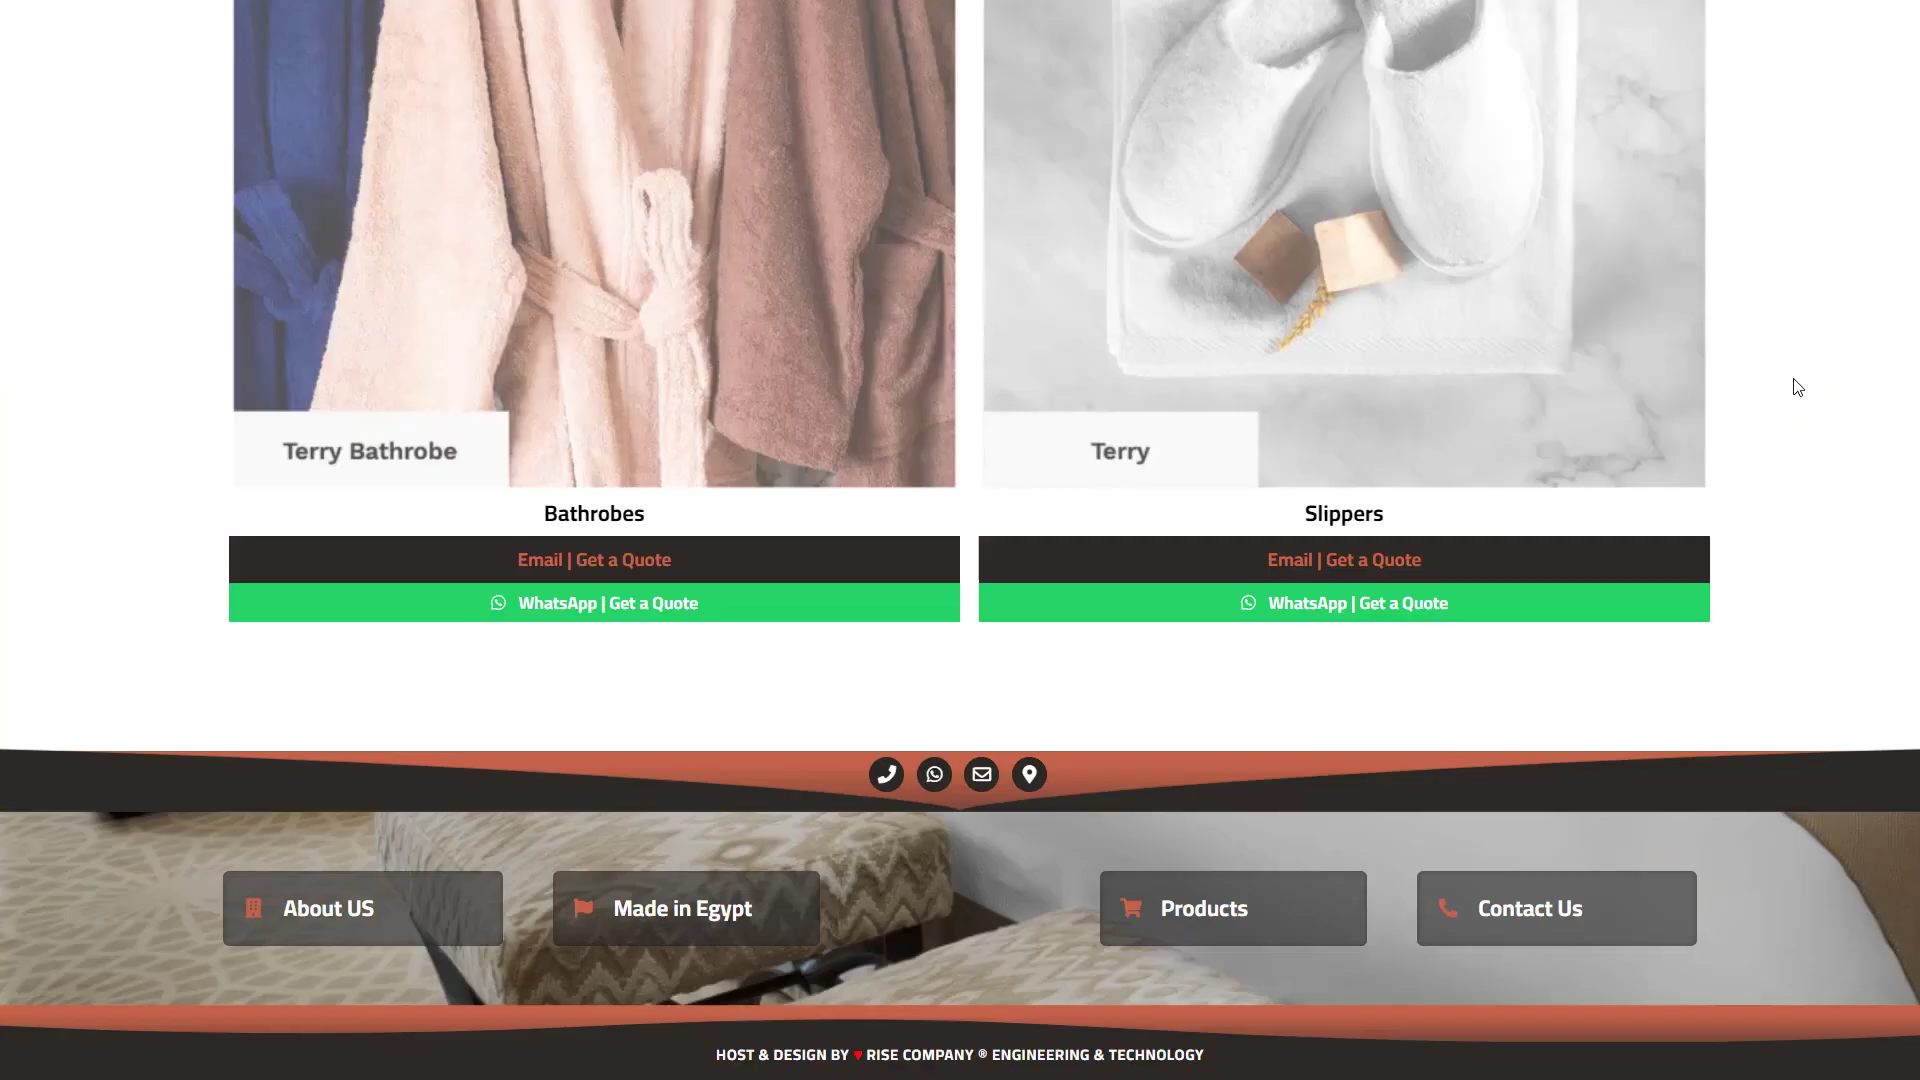 Terry Bathrobe
Terry
Bathrobes
Slippers
Email | Get a Quote
Email | Get a Quote
WhatsApp | Get a Quote
WhatsApp | Get a Quote
About US
Made in Egypt
Products
Contact Us
HOST & DESIGN BY ♥ RISE COMPANY ® ENGINEERING & TECHNOLOGY